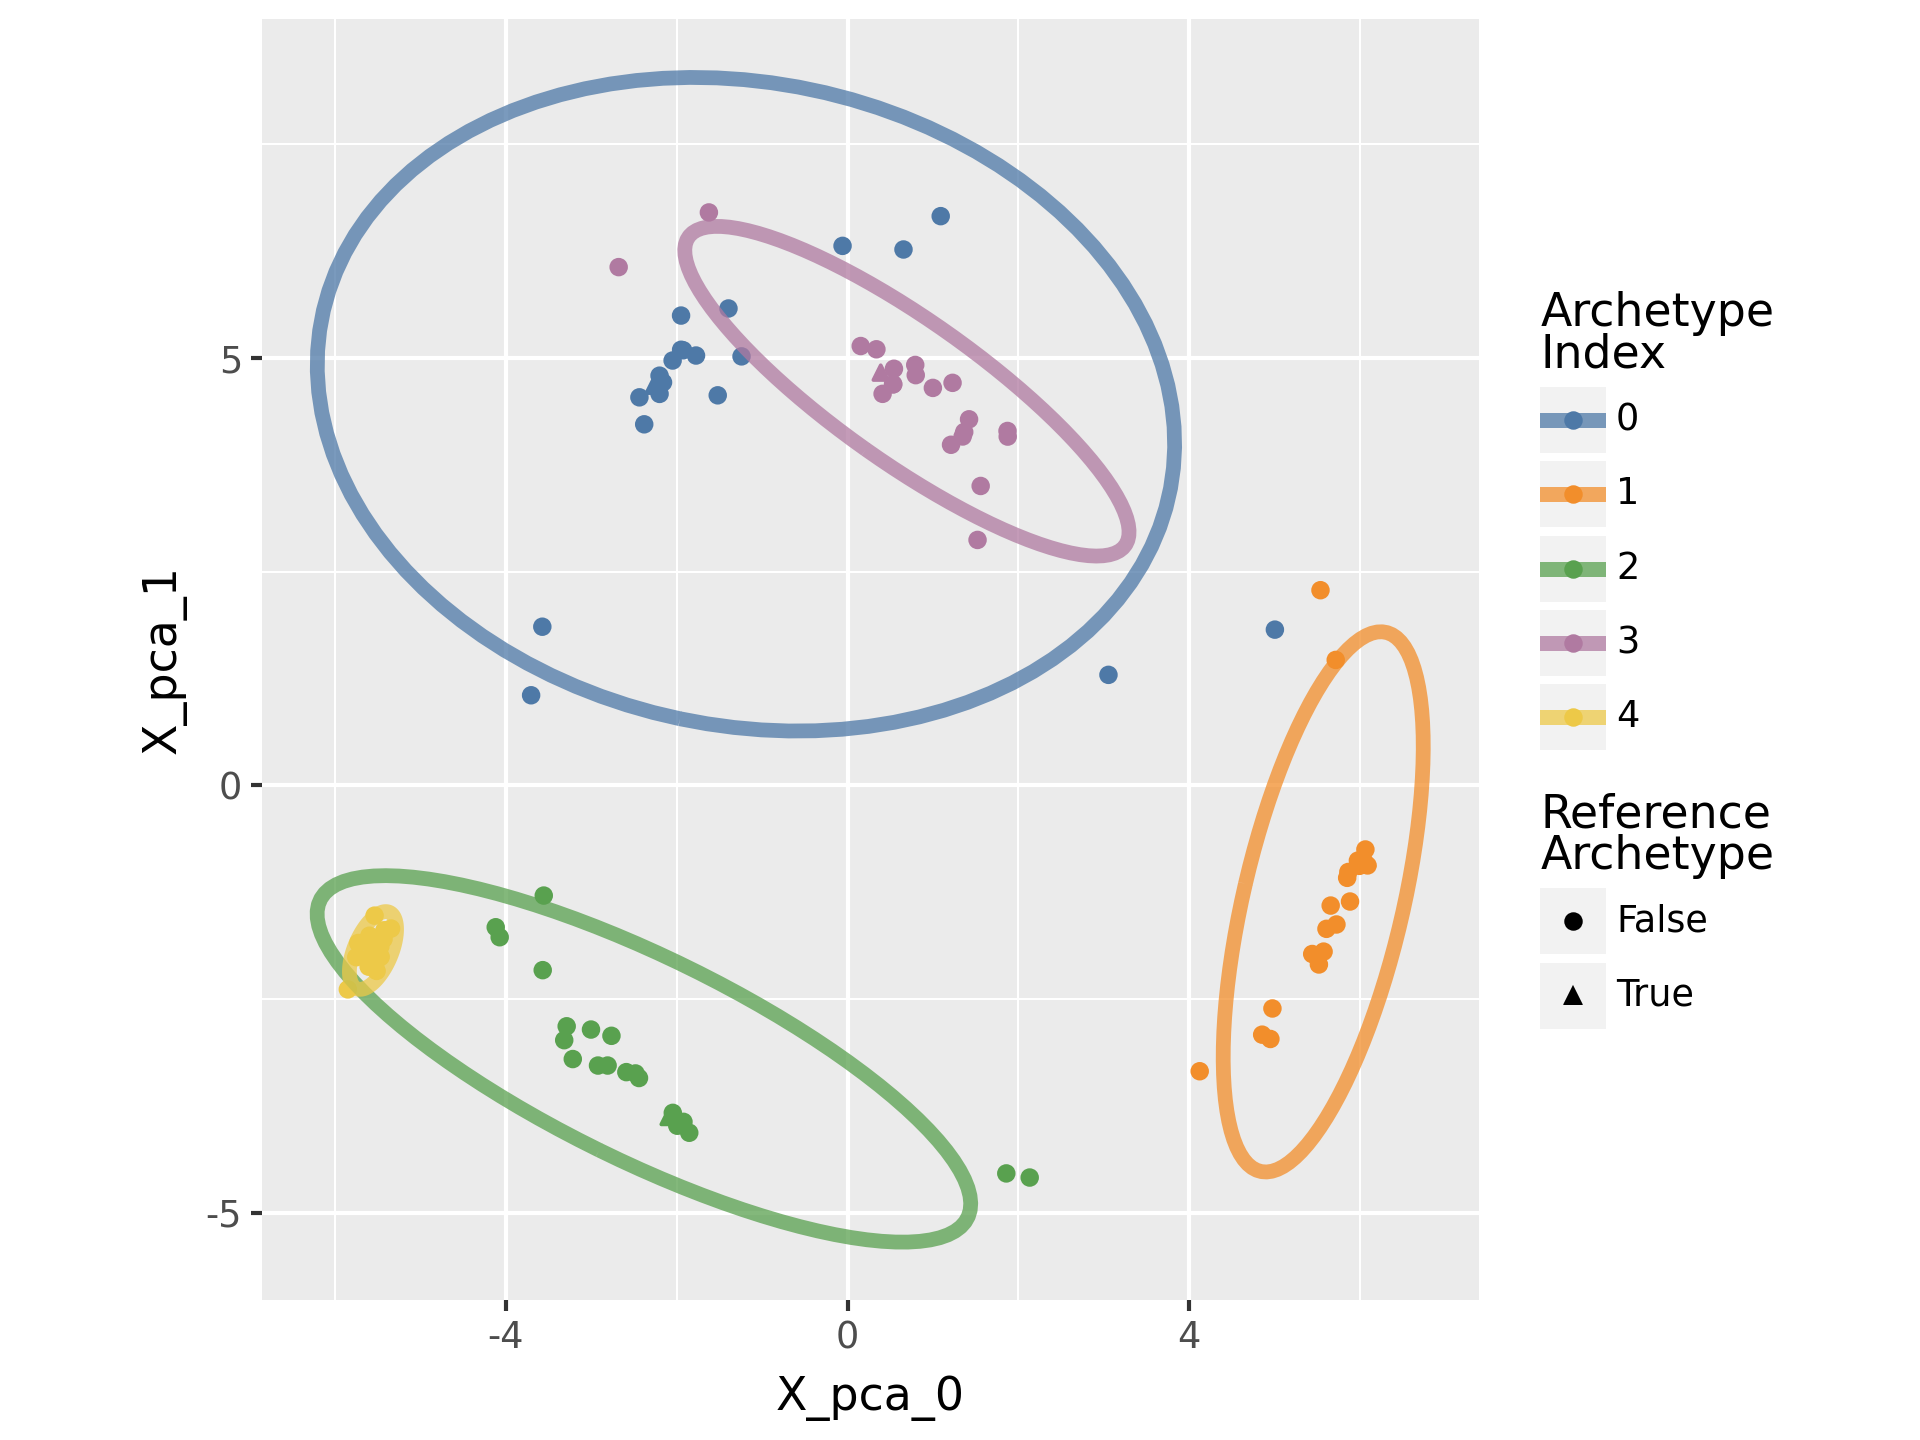 5
0
-5
-4
0
4
X_pca_0
X_pca_1
Archetype
Index
0
1
2
3
4
Reference
Archetype
False
True